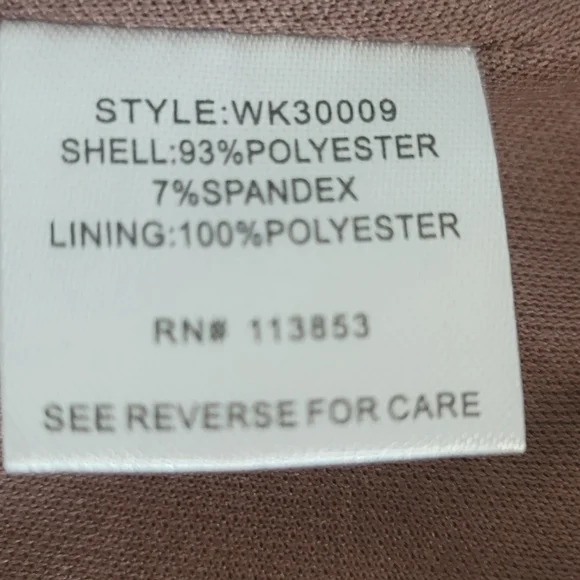 STYLE:WK30009
SHELL:93%POLYESTER
7%SPANDEX
LINING:100%POLYESTER
RN# 113853
SEE REVERSE FOR CARE